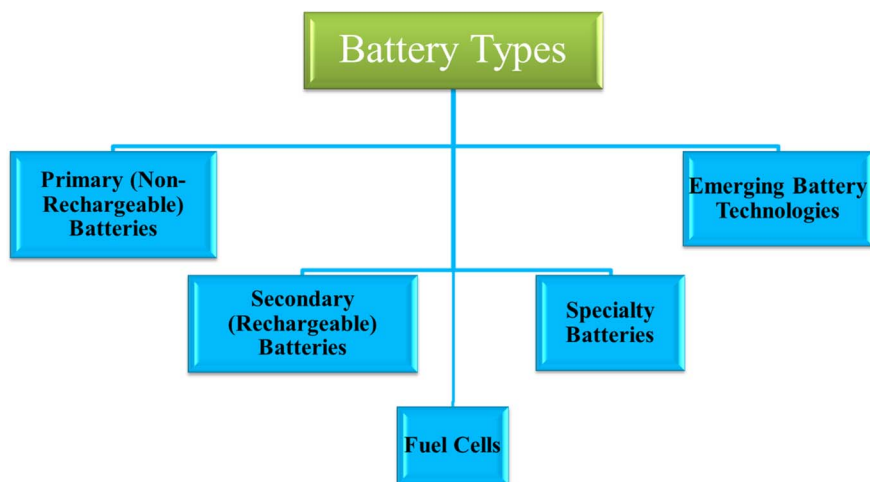 Battery Types
Primary (Non-
Rechargeable)
Batteries
Emerging Battery
Technologies
Secondary
(Rechargeable)
Batteries
Specialty
Batteries
Fuel Cells